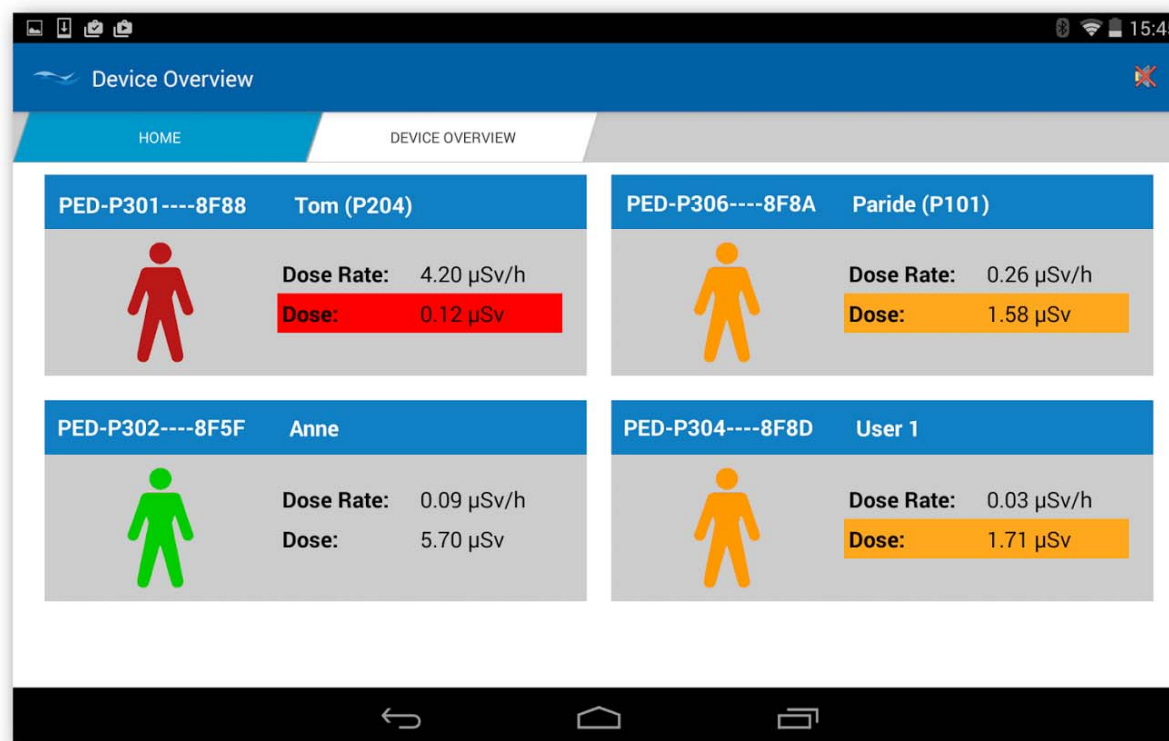 15:45
Device Overview
HOME
DEVICE OVERVIEW
PED-P301----8F88 Tom (P204)
Dose Rate: 4.20 µSv/h
Dose: 0.12 µSv
PED-P306----8F8A Paride (P101)
Dose Rate: 0.26 µSv/h
Dose: 1.58 µSv
PED-P302----8F5F Anne
Dose Rate: 0.09 µSv/h
Dose: 5.70 µSv
PED-P304----8F8D User 1
Dose Rate: 0.03 µSv/h
Dose: 1.71 µSv